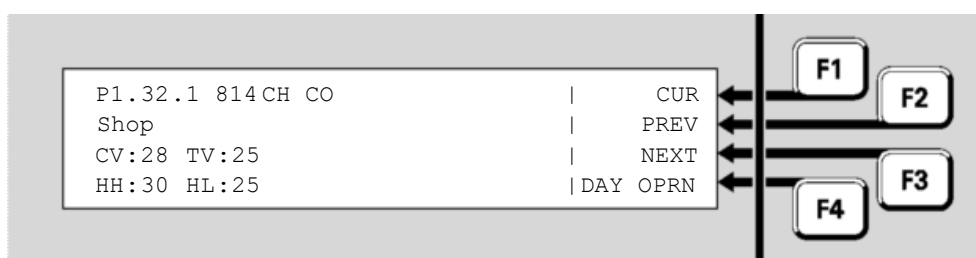 P1.32.1 814 CH CO | CUR
Shop | PREV
CV:28 TV:25 | NEXT
HH:30 HL:25 |DAY OPRN
F1
F2
F3
F4